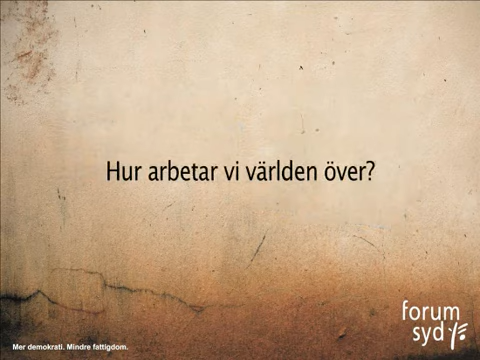 Hur arbetar vi världen över?
forum
syd
Mer demokrati. Mindre fattigdom.